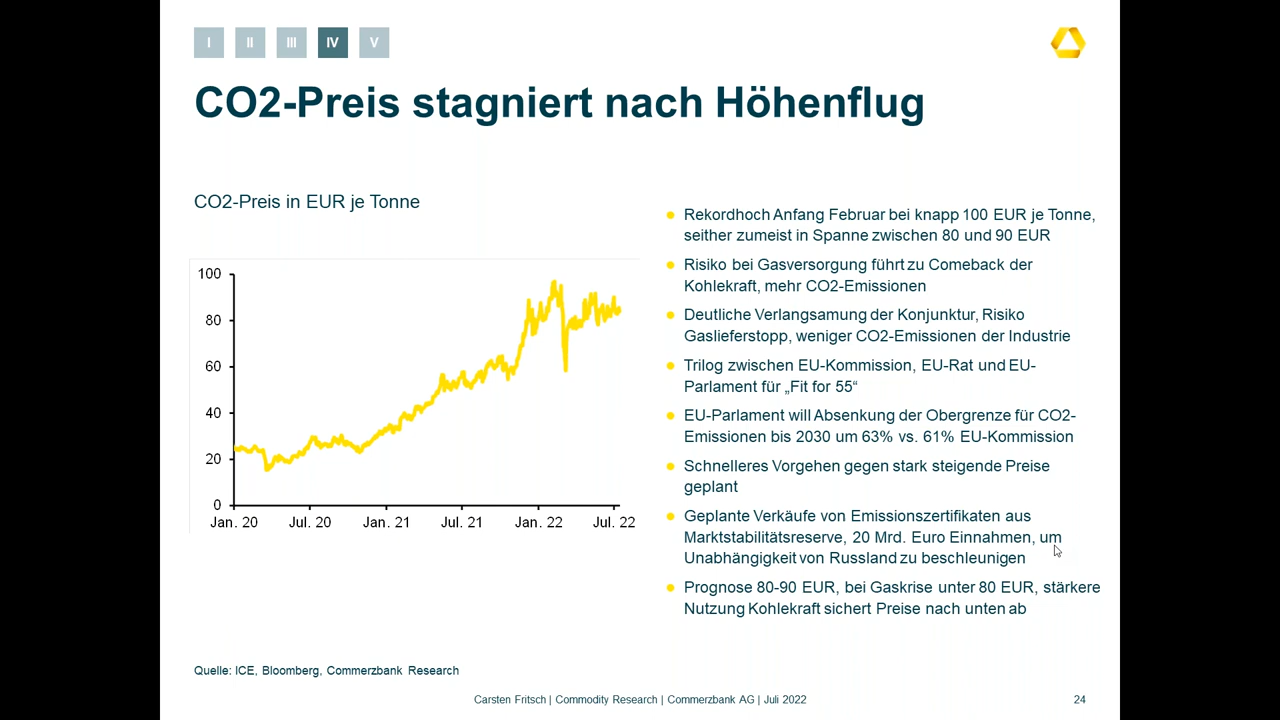 I II III IV V
CO2-Preis stagniert nach Höhenflug
CO2-Preis in EUR je Tonne
100
80
60
40
20
0
Jan. 20 Jul. 20 Jan. 21 Jul. 21 Jan. 22 Jul. 22
Rekordhoch Anfang Februar bei knapp 100 EUR je Tonne,
seither zumeist in Spanne zwischen 80 und 90 EUR
Risiko bei Gasversorgung führt zu Comeback der
Kohlekraft, mehr CO2-Emissionen
Deutliche Verlangsamung der Konjunktur, Risiko
Gaslieferstopp, weniger CO2-Emissionen der Industrie
Trilog zwischen EU-Kommission, EU-Rat und EU-
Parlament für „Fit for 55“
EU-Parlament will Absenkung der Obergrenze für CO2-
Emissionen bis 2030 um 63% vs. 61% EU-Kommission
Schnelleres Vorgehen gegen stark steigende Preise
geplant
Geplante Verkäufe von Emissionszertifikaten aus
Marktstabilitätsreserve, 20 Mrd. Euro Einnahmen, um
Unabhängigkeit von Russland zu beschleunigen
Prognose 80-90 EUR, bei Gaskrise unter 80 EUR, stärkere
Nutzung Kohlekraft sichert Preise nach unten ab
Quelle: ICE, Bloomberg, Commerzbank Research
Carsten Fritsch | Commodity Research | Commerzbank AG | Juli 2022
24